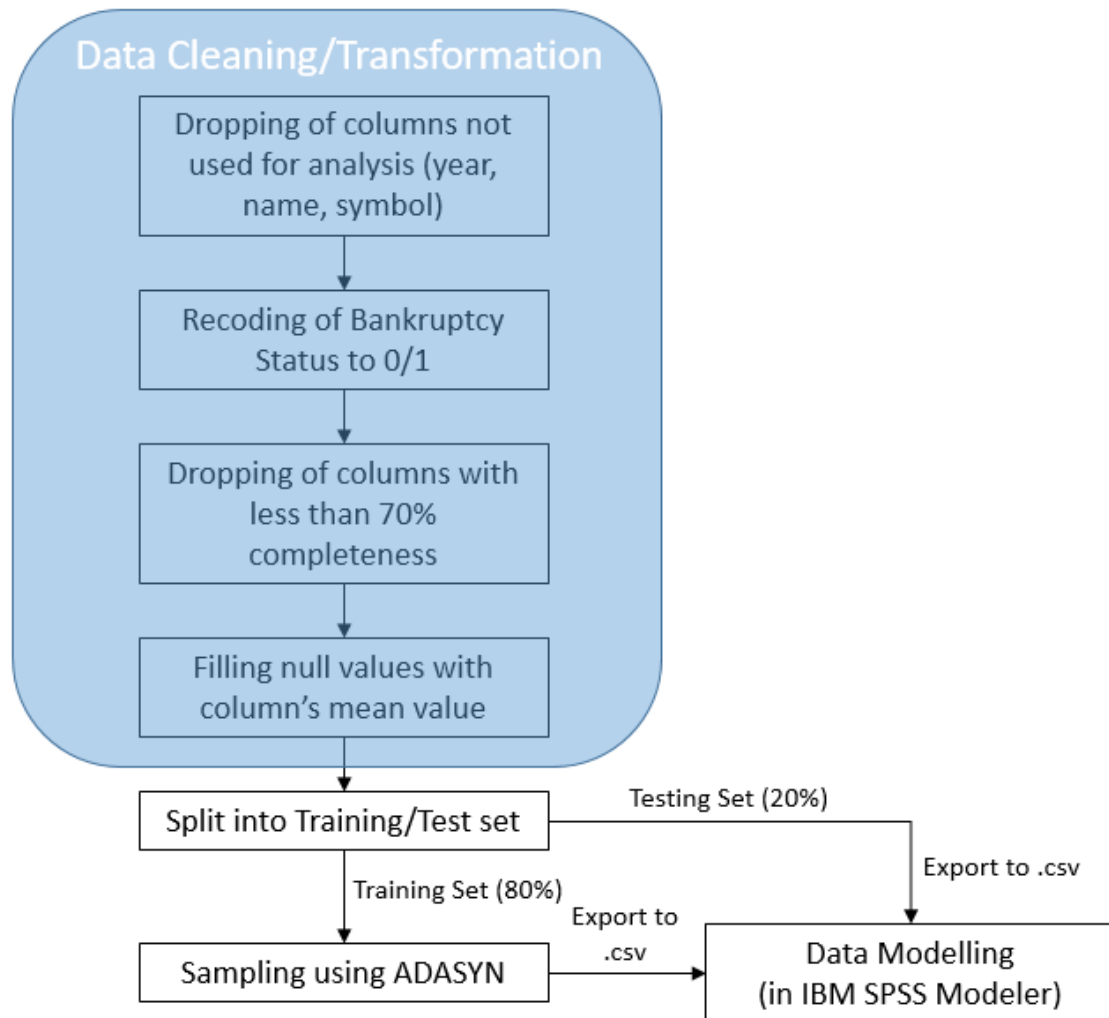 Data Cleaning/Transformation
Dropping of columns not
used for analysis (year,
name, symbol)
Recoding of Bankruptcy
Status to 0/1
Dropping of columns with
less than 70%
completeness
Filling null values with
column’s mean value
Split into Training/Test set
Testing Set (20%)
Export to .csv
Training Set (80%)
Sampling using ADASYN
Export to
.csv
Data Modelling
(in IBM SPSS Modeler)